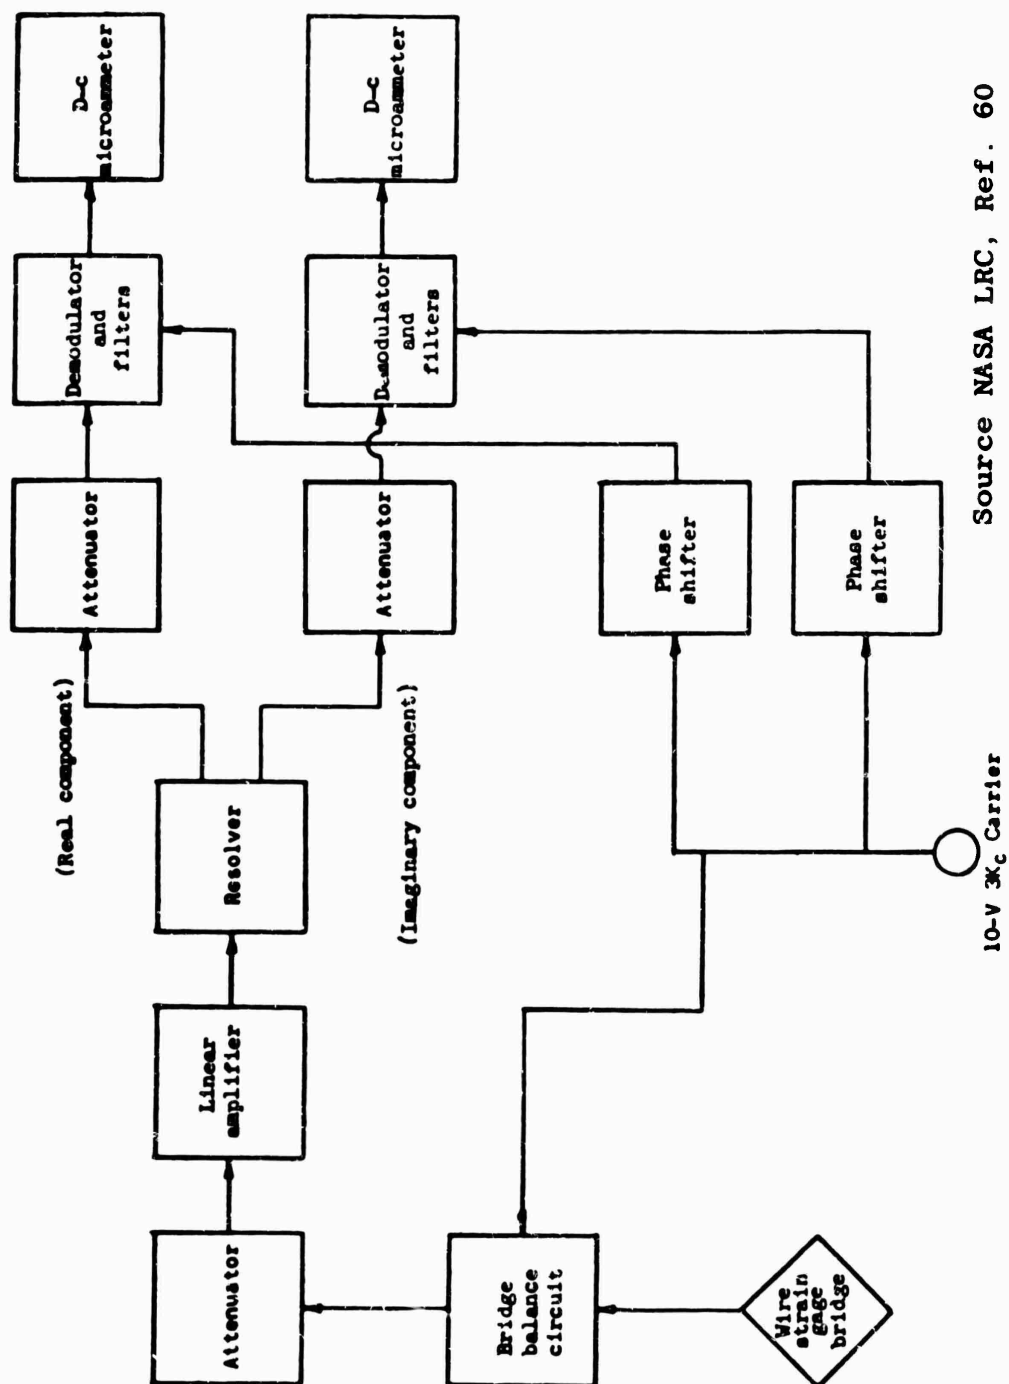 Wire
strain
gage
bridge
Bridge
balance
circuit
Attenuator
Linear
amplifier
Resolver
(Real component)
(Imaginary component)
Attenuator
Attenuator
Demodulator
and
filters
Demodulator
and
filters
D-c
microammeter
D-c
microammeter
Phase
shifter
Phase
shifter
10-V 3Kc Carrier
Source NASA LRC, Ref. 60